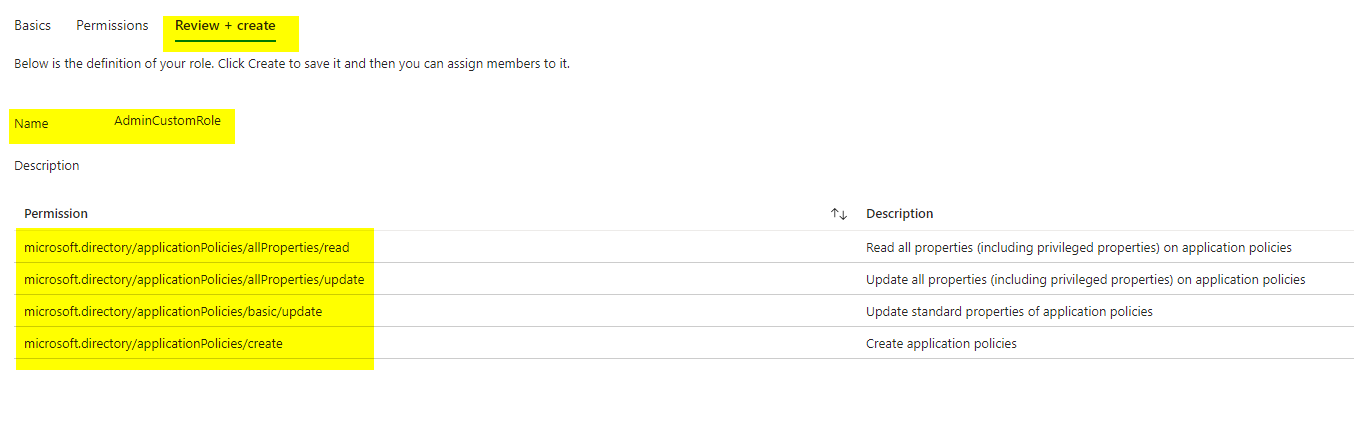 Basics Permissions Review + create
Below is the definition of your role. Click Create to save it and then you can assign members to it.
Name AdminCustomRole
Description
Permission ↑↓ Description
microsoft.directory/applicationPolicies/allProperties/read Read all properties (including privileged properties) on application policies
microsoft.directory/applicationPolicies/allProperties/update Update all properties (including privileged properties) on application policies
microsoft.directory/applicationPolicies/basic/update Update standard properties of application policies
microsoft.directory/applicationPolicies/create Create application policies